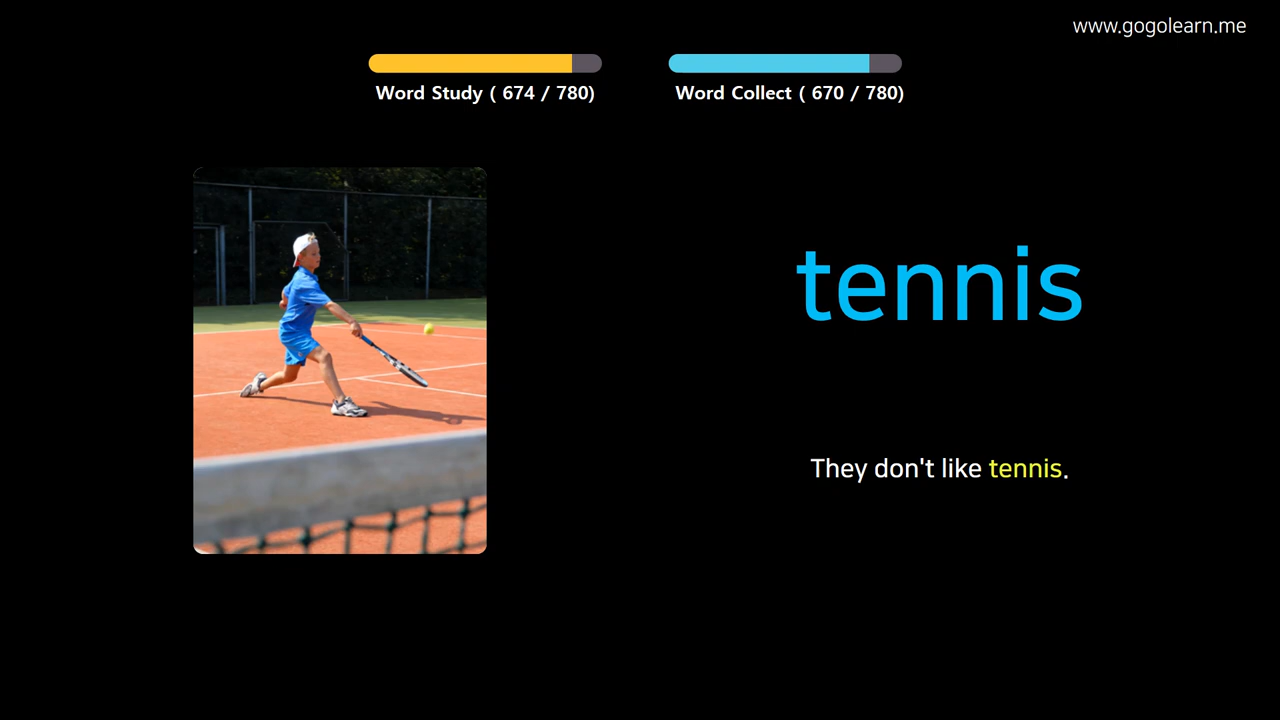 www.gogolearn.me
Word Study ( 674 / 780)
Word Collect ( 670 / 780)
tennis
They don't like tennis.